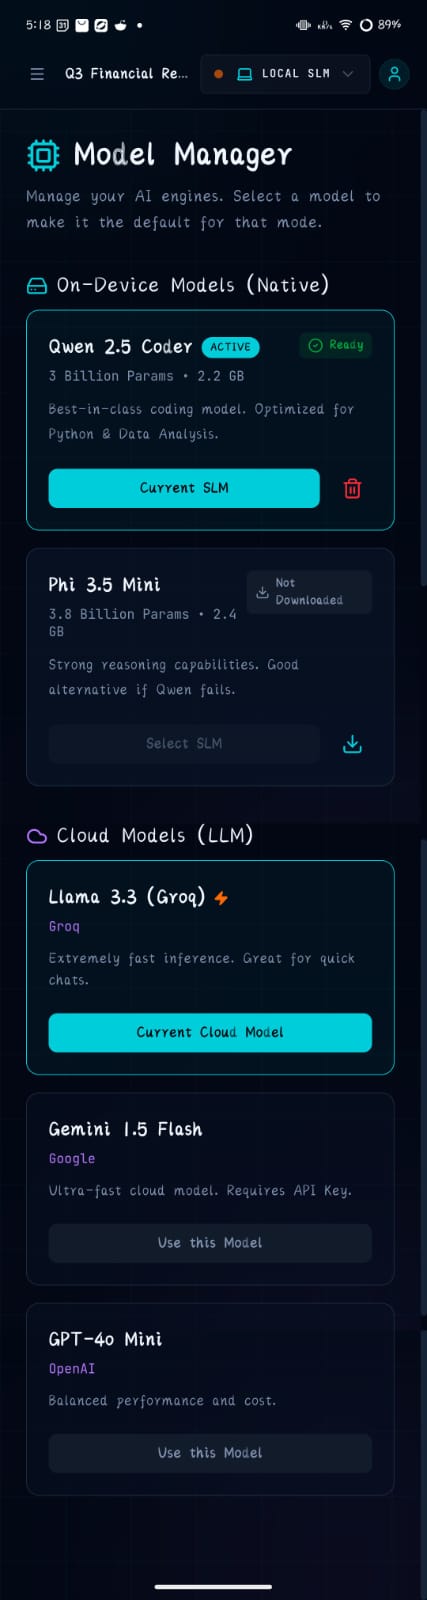 5:18
31
89%
Q3 Financial Re...
LOCAL SLM
Model Manager
Manage your AI engines. Select a model to
make it the default for that mode.
On-Device Models (Native)
Qwen 2.5 Coder ACTIVE
Ready
3 Billion Params • 2.2 GB
Best-in-class coding model. Optimized for
Python & Data Analysis.
Current SLM
Phi 3.5 Mini
Not
Downloaded
3.8 Billion Params • 2.4
GB
Strong reasoning capabilities. Good
alternative if Qwen fails.
Select SLM
Cloud Models (LLM)
Llama 3.3 (Groq)
Groq
Extremely fast inference. Great for quick
chats.
Current Cloud Model
Gemini 1.5 Flash
Google
Ultra-fast cloud model. Requires API Key.
Use this Model
GPT-4o Mini
OpenAI
Balanced performance and cost.
Use this Model